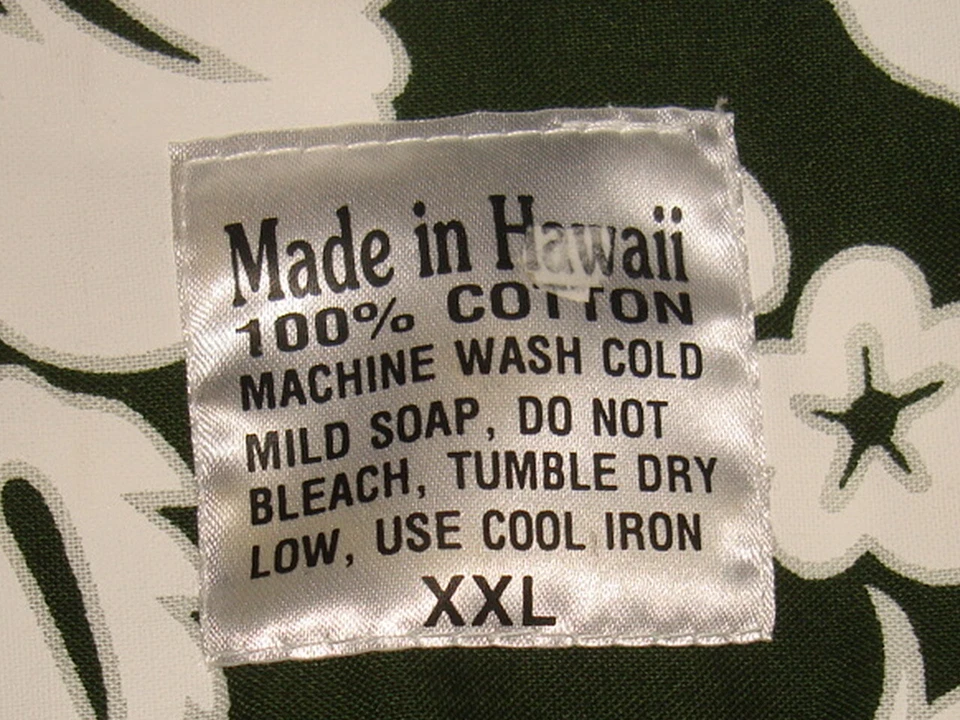 Made in Hawaii
100% COTTON
MACHINE WASH COLD
MILD SOAP, DO NOT
BLEACH, TUMBLE DRY
LOW, USE COOL IRON
XXL